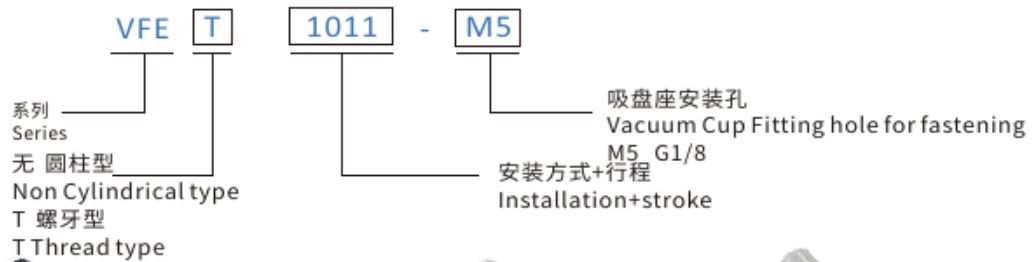 VFE T 1011 - M5
系列
Series
无 圆柱型
Non Cylindrical type
T 螺牙型
T Thread type
吸盘座安装孔
Vacuum Cup Fitting hole for fastening
M5 G1/8
安装方式+行程
Installation+stroke